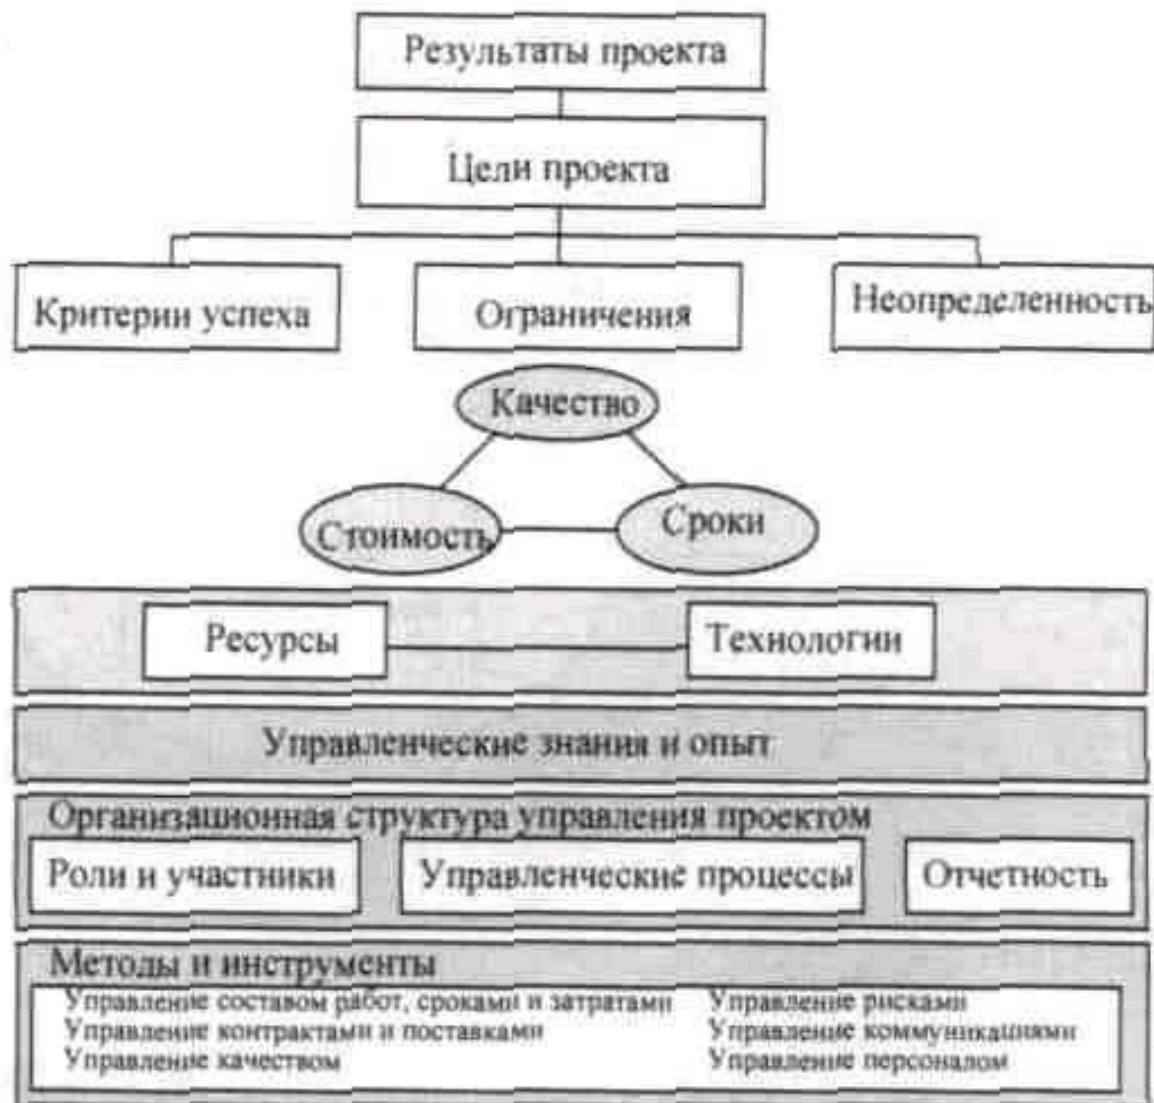 Результаты проекта
Цели проекта
Критерии успеха
Ограничения
Неопределенность
Качество
Стоимость
Сроки
Ресурсы
Технологии
Управленческие знания и опыт
Организационная структура управления проектом
Роли и участники
Управленческие процессы
Отчетность
Методы и инструменты
Управление составом работ, сроками и затратами
Управление контрактами и поставками
Управление качеством
Управление рисками
Управление коммуникациями
Управление персоналом